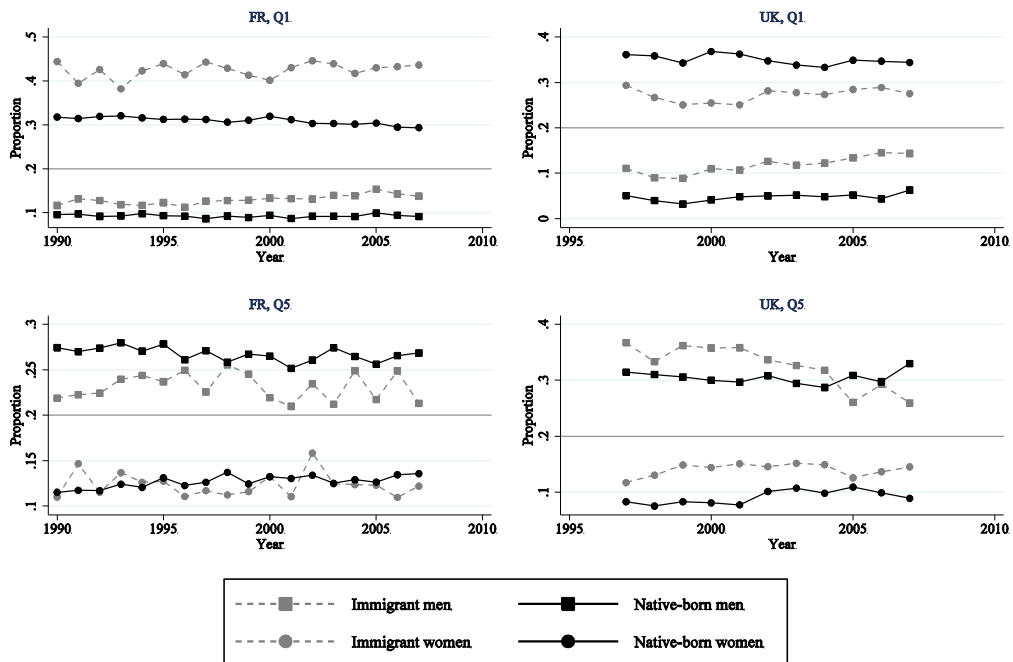 FR, Q1
.5
.4
.3
.2
.1
Proportion
1990
1995
2000
2005
2010
Year
UK, Q1
.4
.3
.2
.1
0
Proportion
1995
2000
2005
2010
Year
FR, Q5
.3
.25
.2
.15
.1
Proportion
1990
1995
2000
2005
2010
Year
UK, Q5
.4
.3
.2
.1
Proportion
1995
2000
2005
2010
Year
Immigrant men
Native-born men
Immigrant women
Native-born women